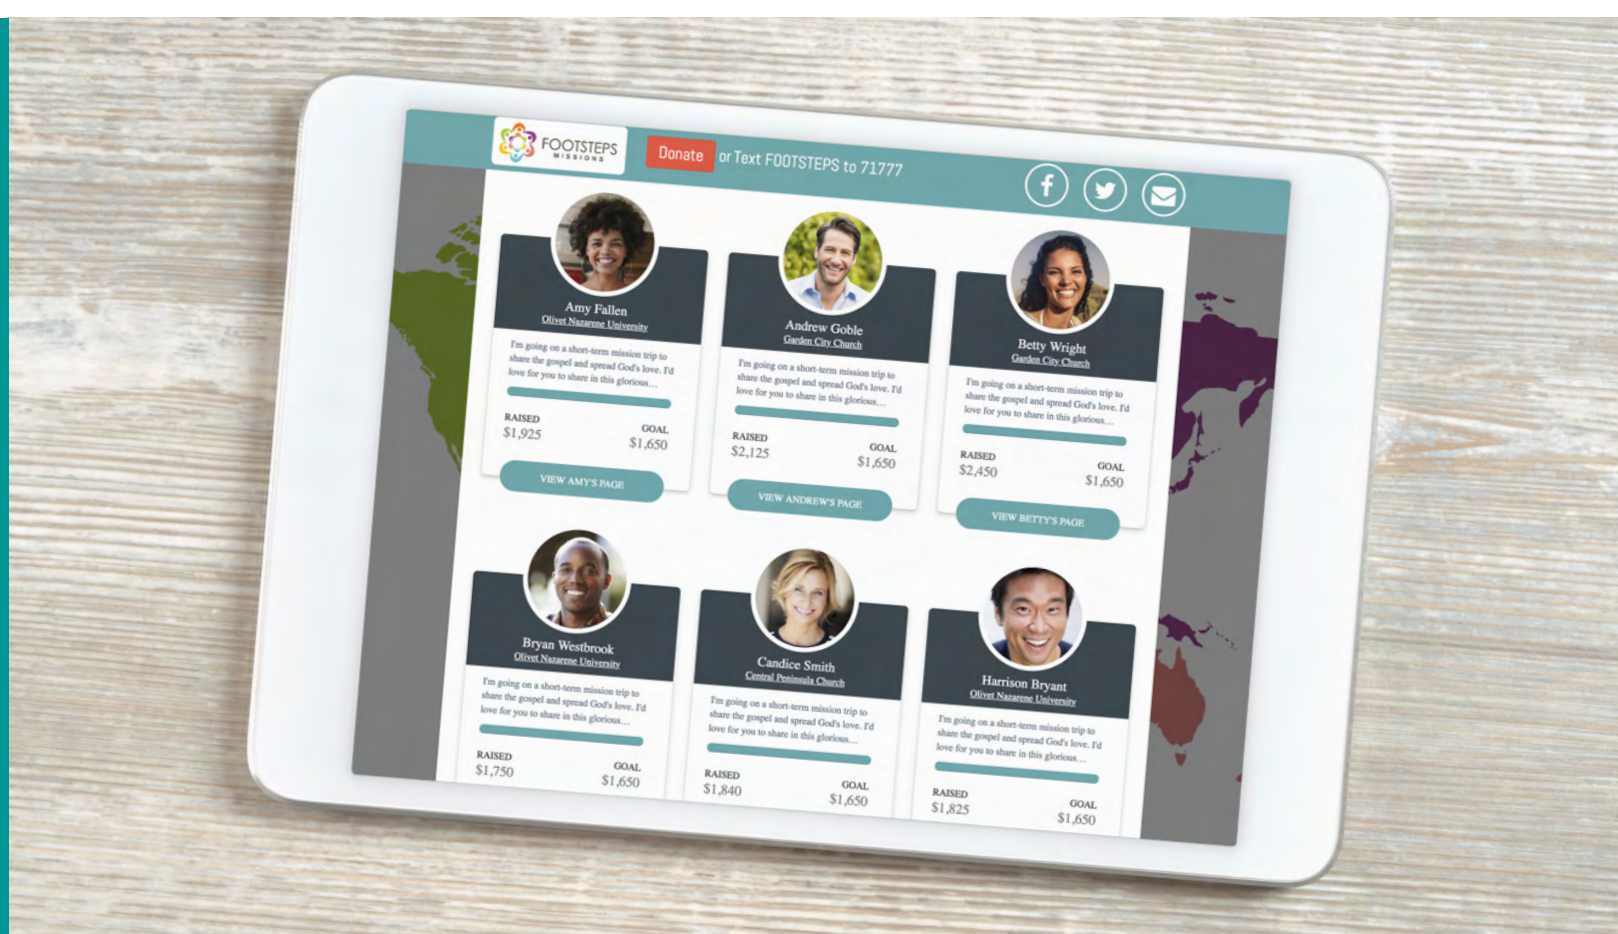 FOOTSTEPS
MISSIONS
Donate or Text FOOTSTEPS to 71777
Amy Fallen
Olivet Nazarene University
I'm going on a short-term mission trip to
share the gospel and spread God's love. I'd
love for you to share in this glorious…
RAISED GOAL
$1,925 $1,650
VIEW AMY'S PAGE
Andrew Goble
Garden City Church
I'm going on a short-term mission trip to
share the gospel and spread God's love. I'd
love for you to share in this glorious…
RAISED GOAL
$2,125 $1,650
VIEW ANDREW'S PAGE
Betty Wright
Garden City Church
I'm going on a short-term mission trip to
share the gospel and spread God's love. I'd
love for you to share in this glorious…
RAISED GOAL
$2,450 $1,650
VIEW BETTY'S PAGE
Bryan Westbrook
Olivet Nazarene University
I'm going on a short-term mission trip to
share the gospel and spread God's love. I'd
love for you to share in this glorious…
RAISED GOAL
$1,750 $1,650
Candice Smith
Central Peninsula Church
I'm going on a short-term mission trip to
share the gospel and spread God's love. I'd
love for you to share in this glorious…
RAISED GOAL
$1,840 $1,650
Harrison Bryant
Olivet Nazarene University
I'm going on a short-term mission trip to
share the gospel and spread God's love. I'd
love for you to share in this glorious…
RAISED GOAL
$1,825 $1,650